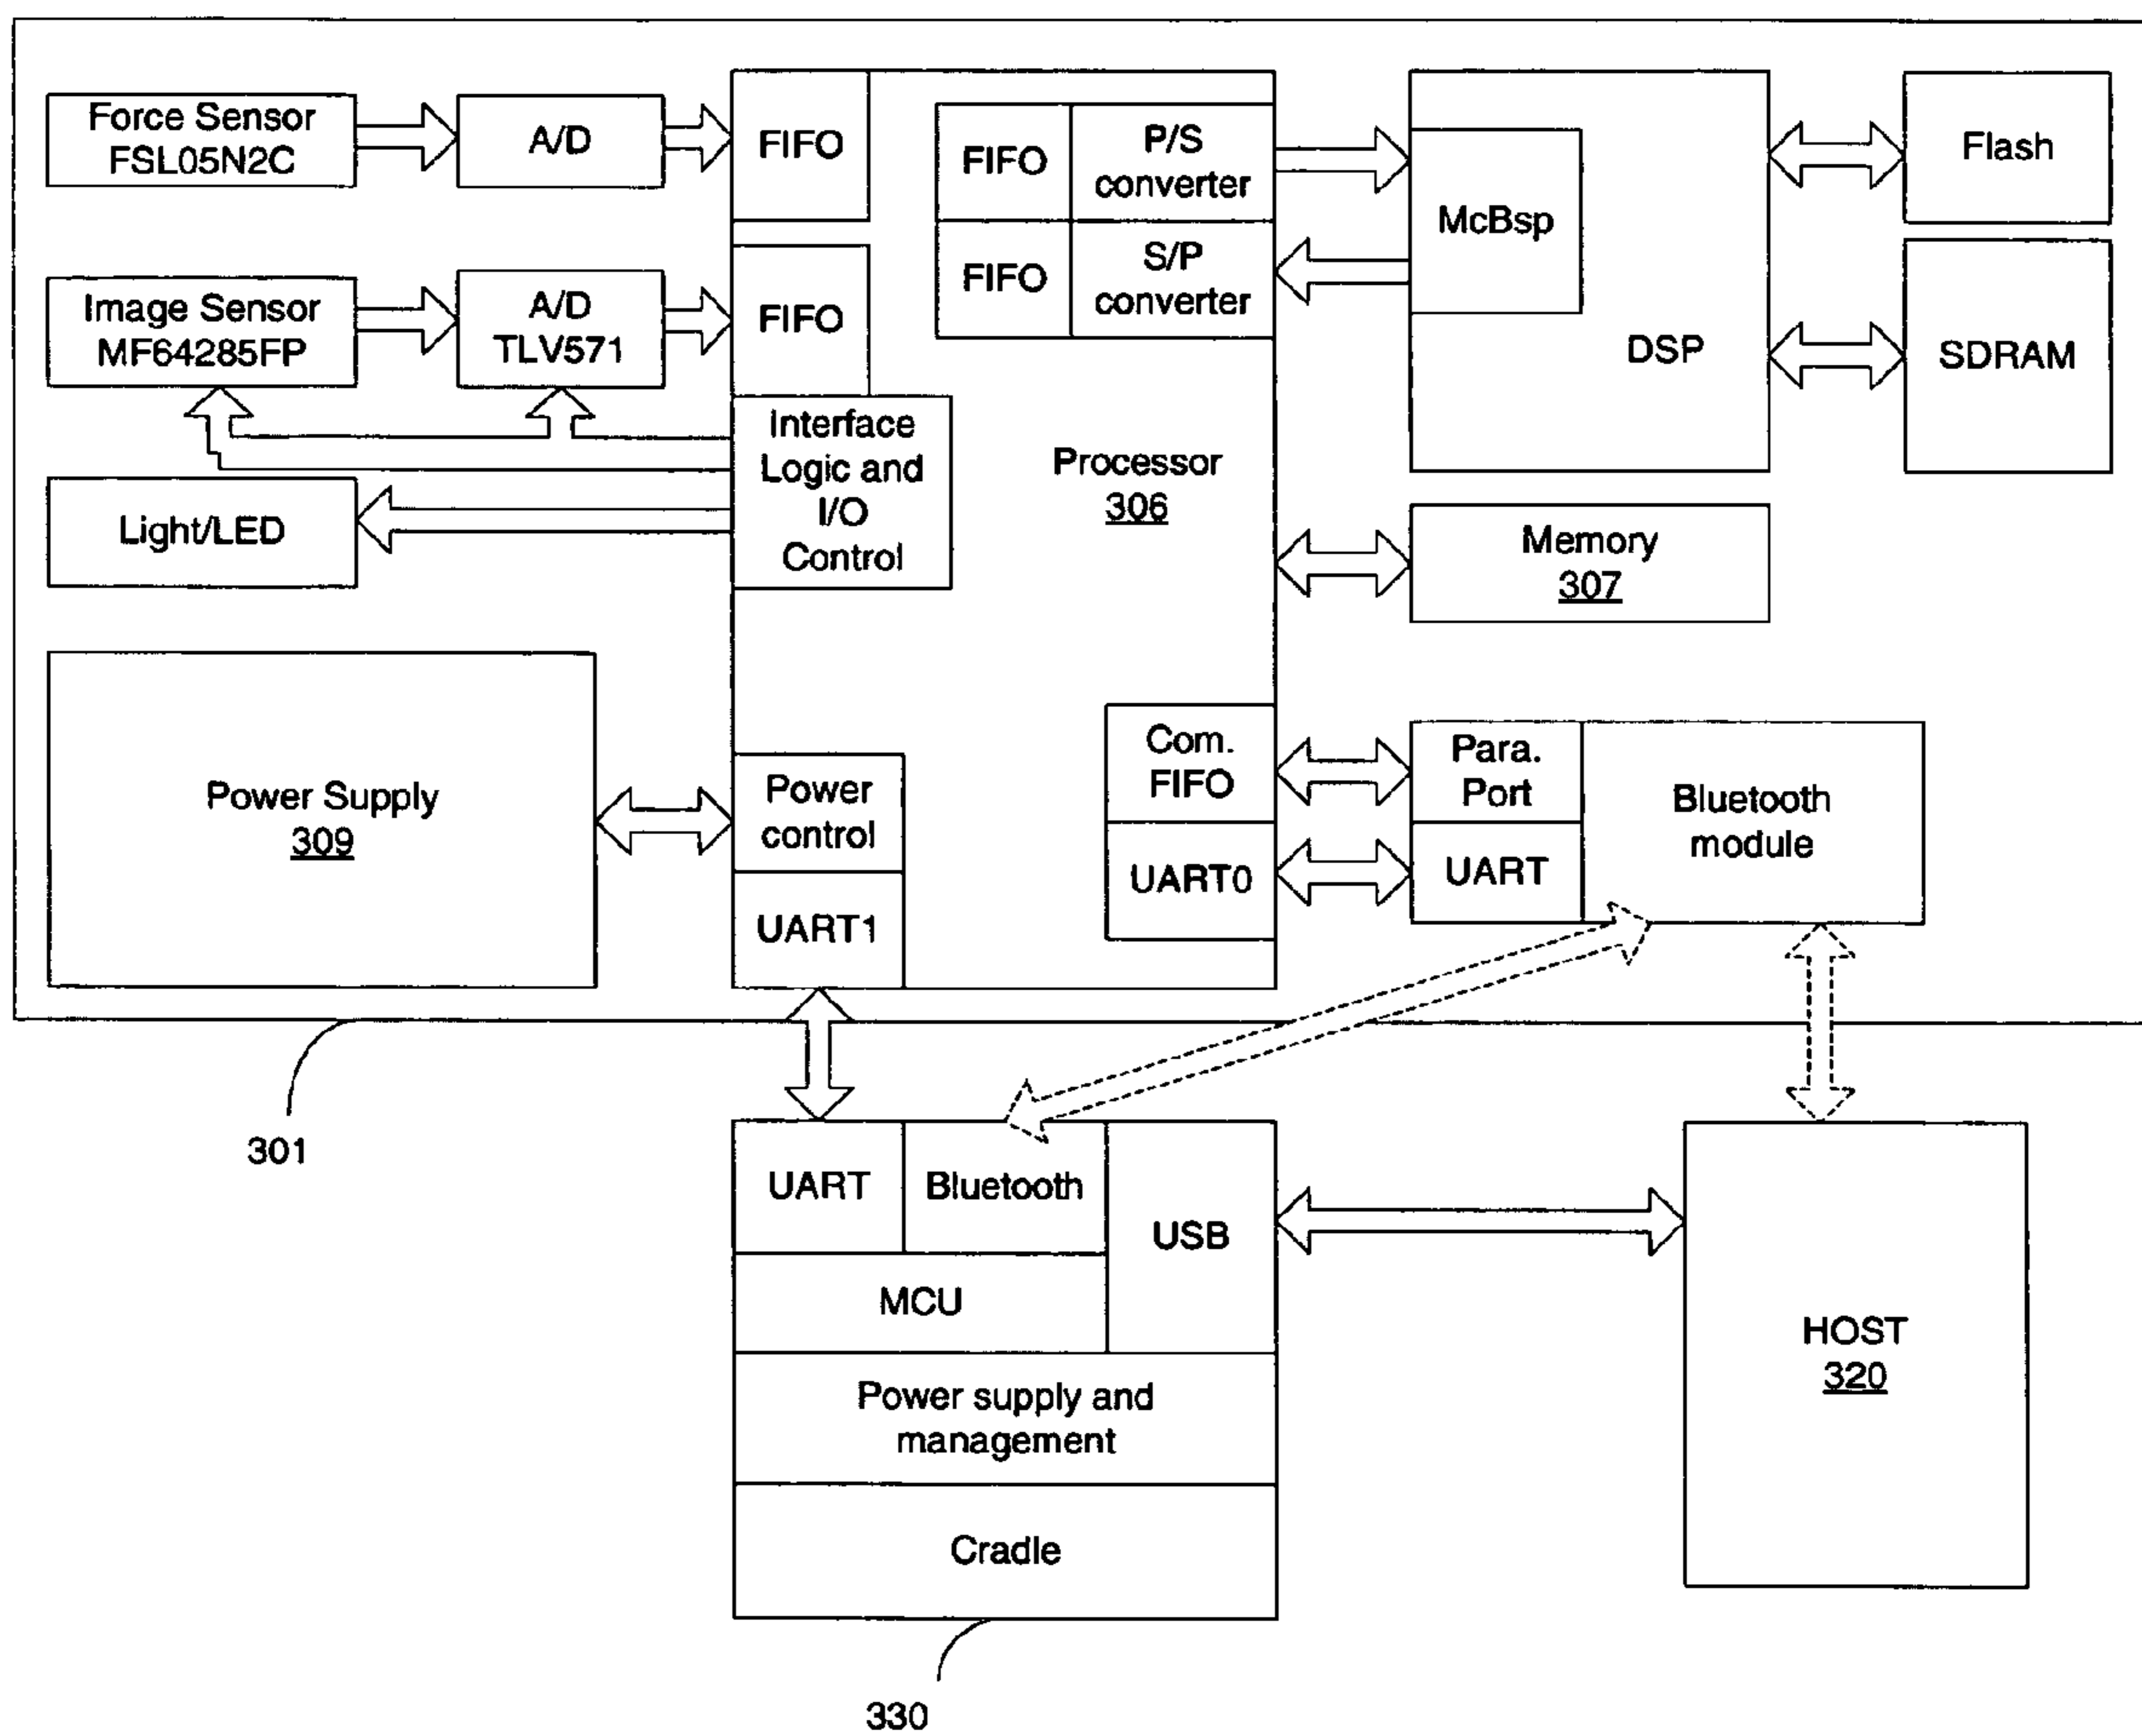 Force Sensor
FSL05N2C
A/D
FIFO
FIFO
P/S
converter
McBsp
DSP
Flash
Image Sensor
MF64285FP
A/D
TLV571
FIFO
FIFO
S/P
converter
SDRAM
Light/LED
Interface
Logic and
I/O
Control
Processor
306
Memory
307
Power Supply
309
Power
control
UART1
Com.
FIFO
UART0
Para.
Port
UART
Bluetooth
module
301
UART
Bluetooth
USB
MCU
Power supply and
management
Cradle
HOST
320
330